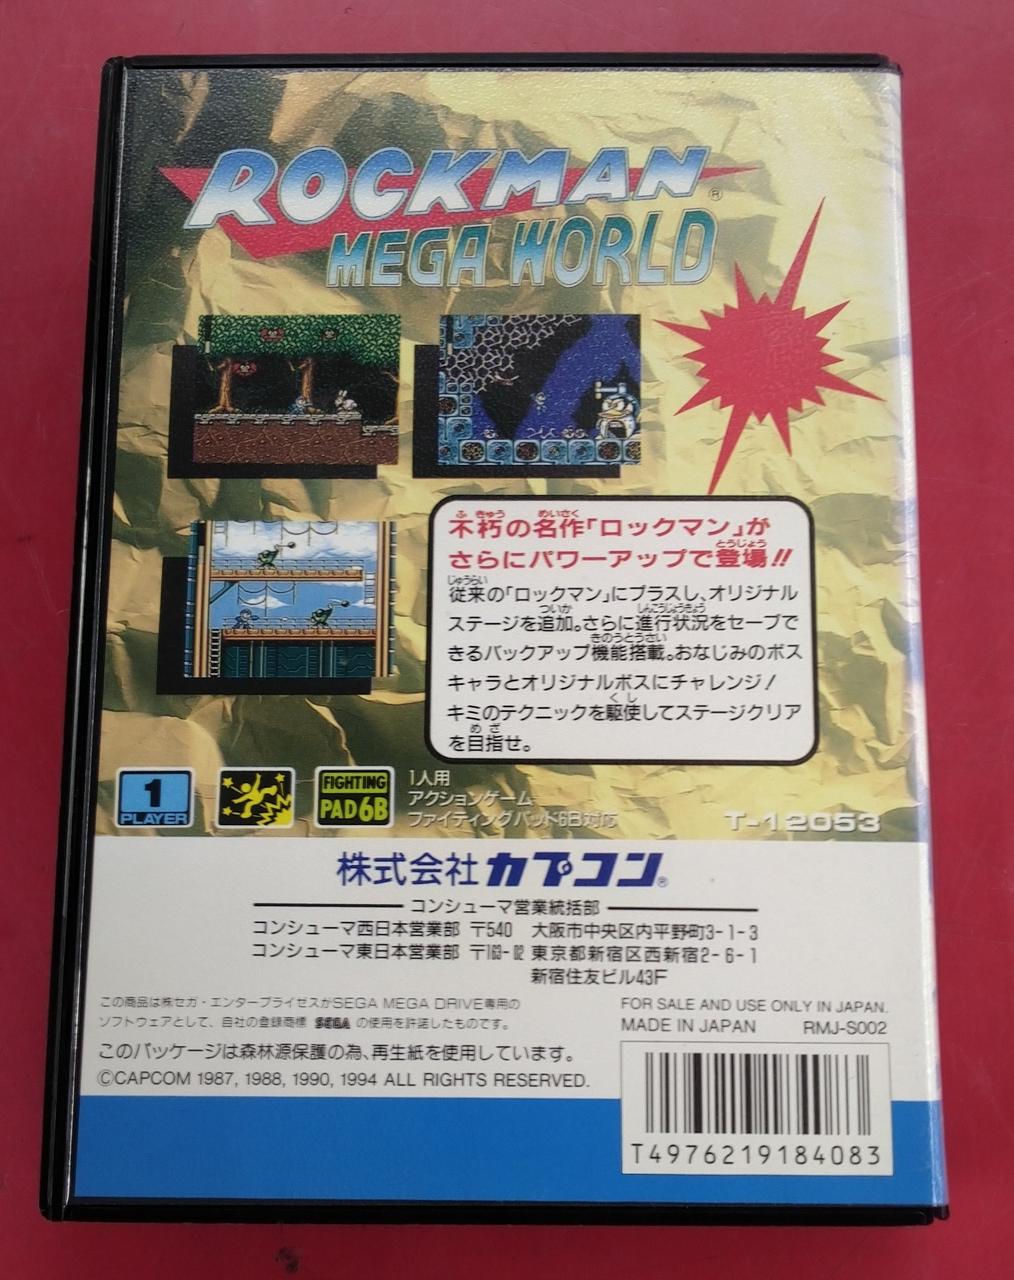 ROCKMAN®
MEGA WORLD
不朽の名作「ロックマン」が
さらにパワーアップで登場!!
従来の「ロックマン」にプラスし、オリジナル
ステージを追加。さらに進行状況をセーブで
きるバックアップ機能搭載。おなじみのボス
キャラとオリジナルボスにチャレンジ!
キミのテクニックを駆使してステージクリア
を目指せ。
1
PLAYER
FIGHTING
PAD6B
1人用
アクションゲーム
ファイティングパッド6B対応
T-12053
株式会社カプコン®
コンシューマ営業統括部
コンシューマ西日本営業部 〒540 大阪市中央区内平野町3-1-3
コンシューマ東日本営業部 〒163-02 東京都新宿区西新宿2-6-1
新宿住友ビル43F
この商品は㈱セガ・エンタープライゼスがSEGA MEGA DRIVE専用の
ソフトウェアとして、自社の登録商標 SEGA の使用を許諾したものです。
FOR SALE AND USE ONLY IN JAPAN.
MADE IN JAPAN RMJ-S002
このパッケージは森林源保護の為、再生紙を使用しています。
©CAPCOM 1987, 1988, 1990, 1994 ALL RIGHTS RESERVED.
T4976219184083